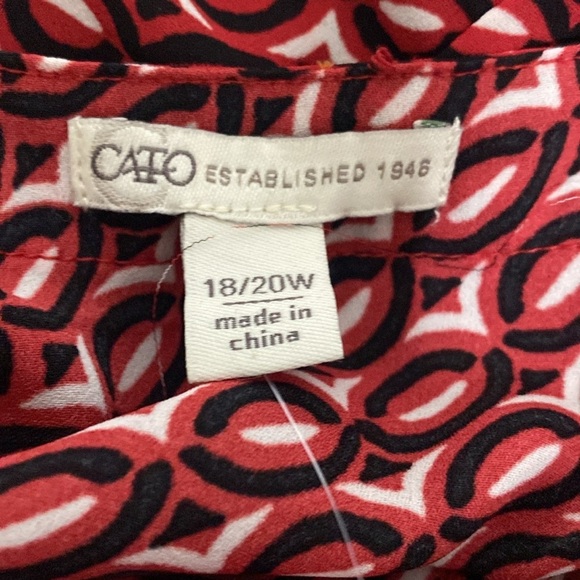 CATO ESTABLISHED 1946
18/20W
made in
china